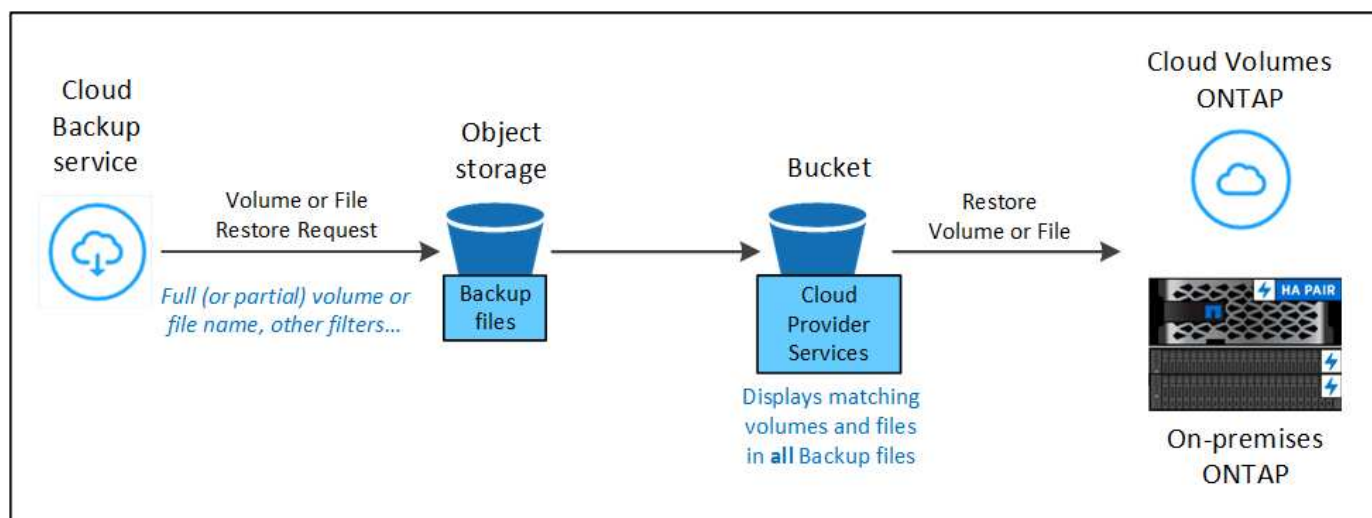 Cloud
Backup
service
Volume or File
Restore Request
Full (or partial) volume or
file name, other filters...
Object
storage
Backup
files
Bucket
Cloud
Provider
Services
Displays matching
volumes and files
in all Backup files
Restore
Volume or File
Cloud Volumes
ONTAP
HA PAIR
On-premises
ONTAP